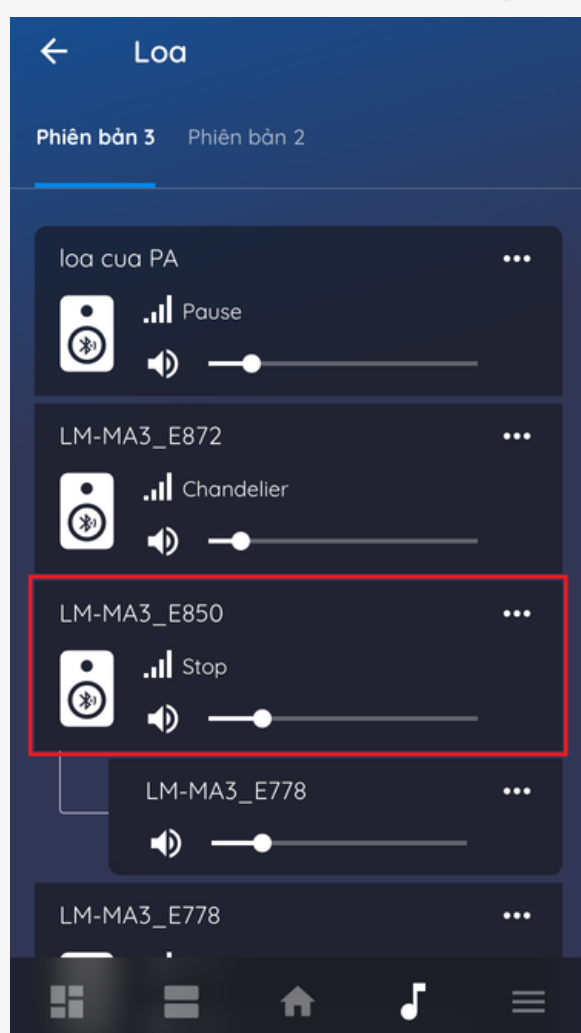 Loa
Phiên bản 3 Phiên bản 2
loa cua PA
Pause
LM-MA3_E872
Chandelier
LM-MA3_E850
Stop
LM-MA3_E778
LM-MA3_E778